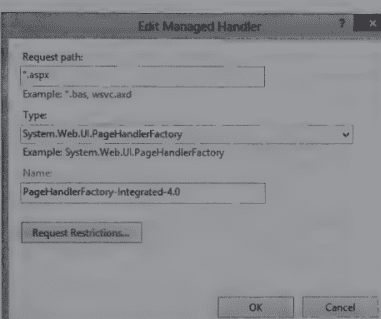 Edit Managed Handler
? x
Request path:
*.aspx
Example: *.bas, wsvc.axd
Type:
System.Web.UI.PageHandlerFactory
Example: System.Web.UI.PageHandlerFactory
Name:
PageHandlerFactory-Integrated-4.0
Request Restrictions...
OK Cancel